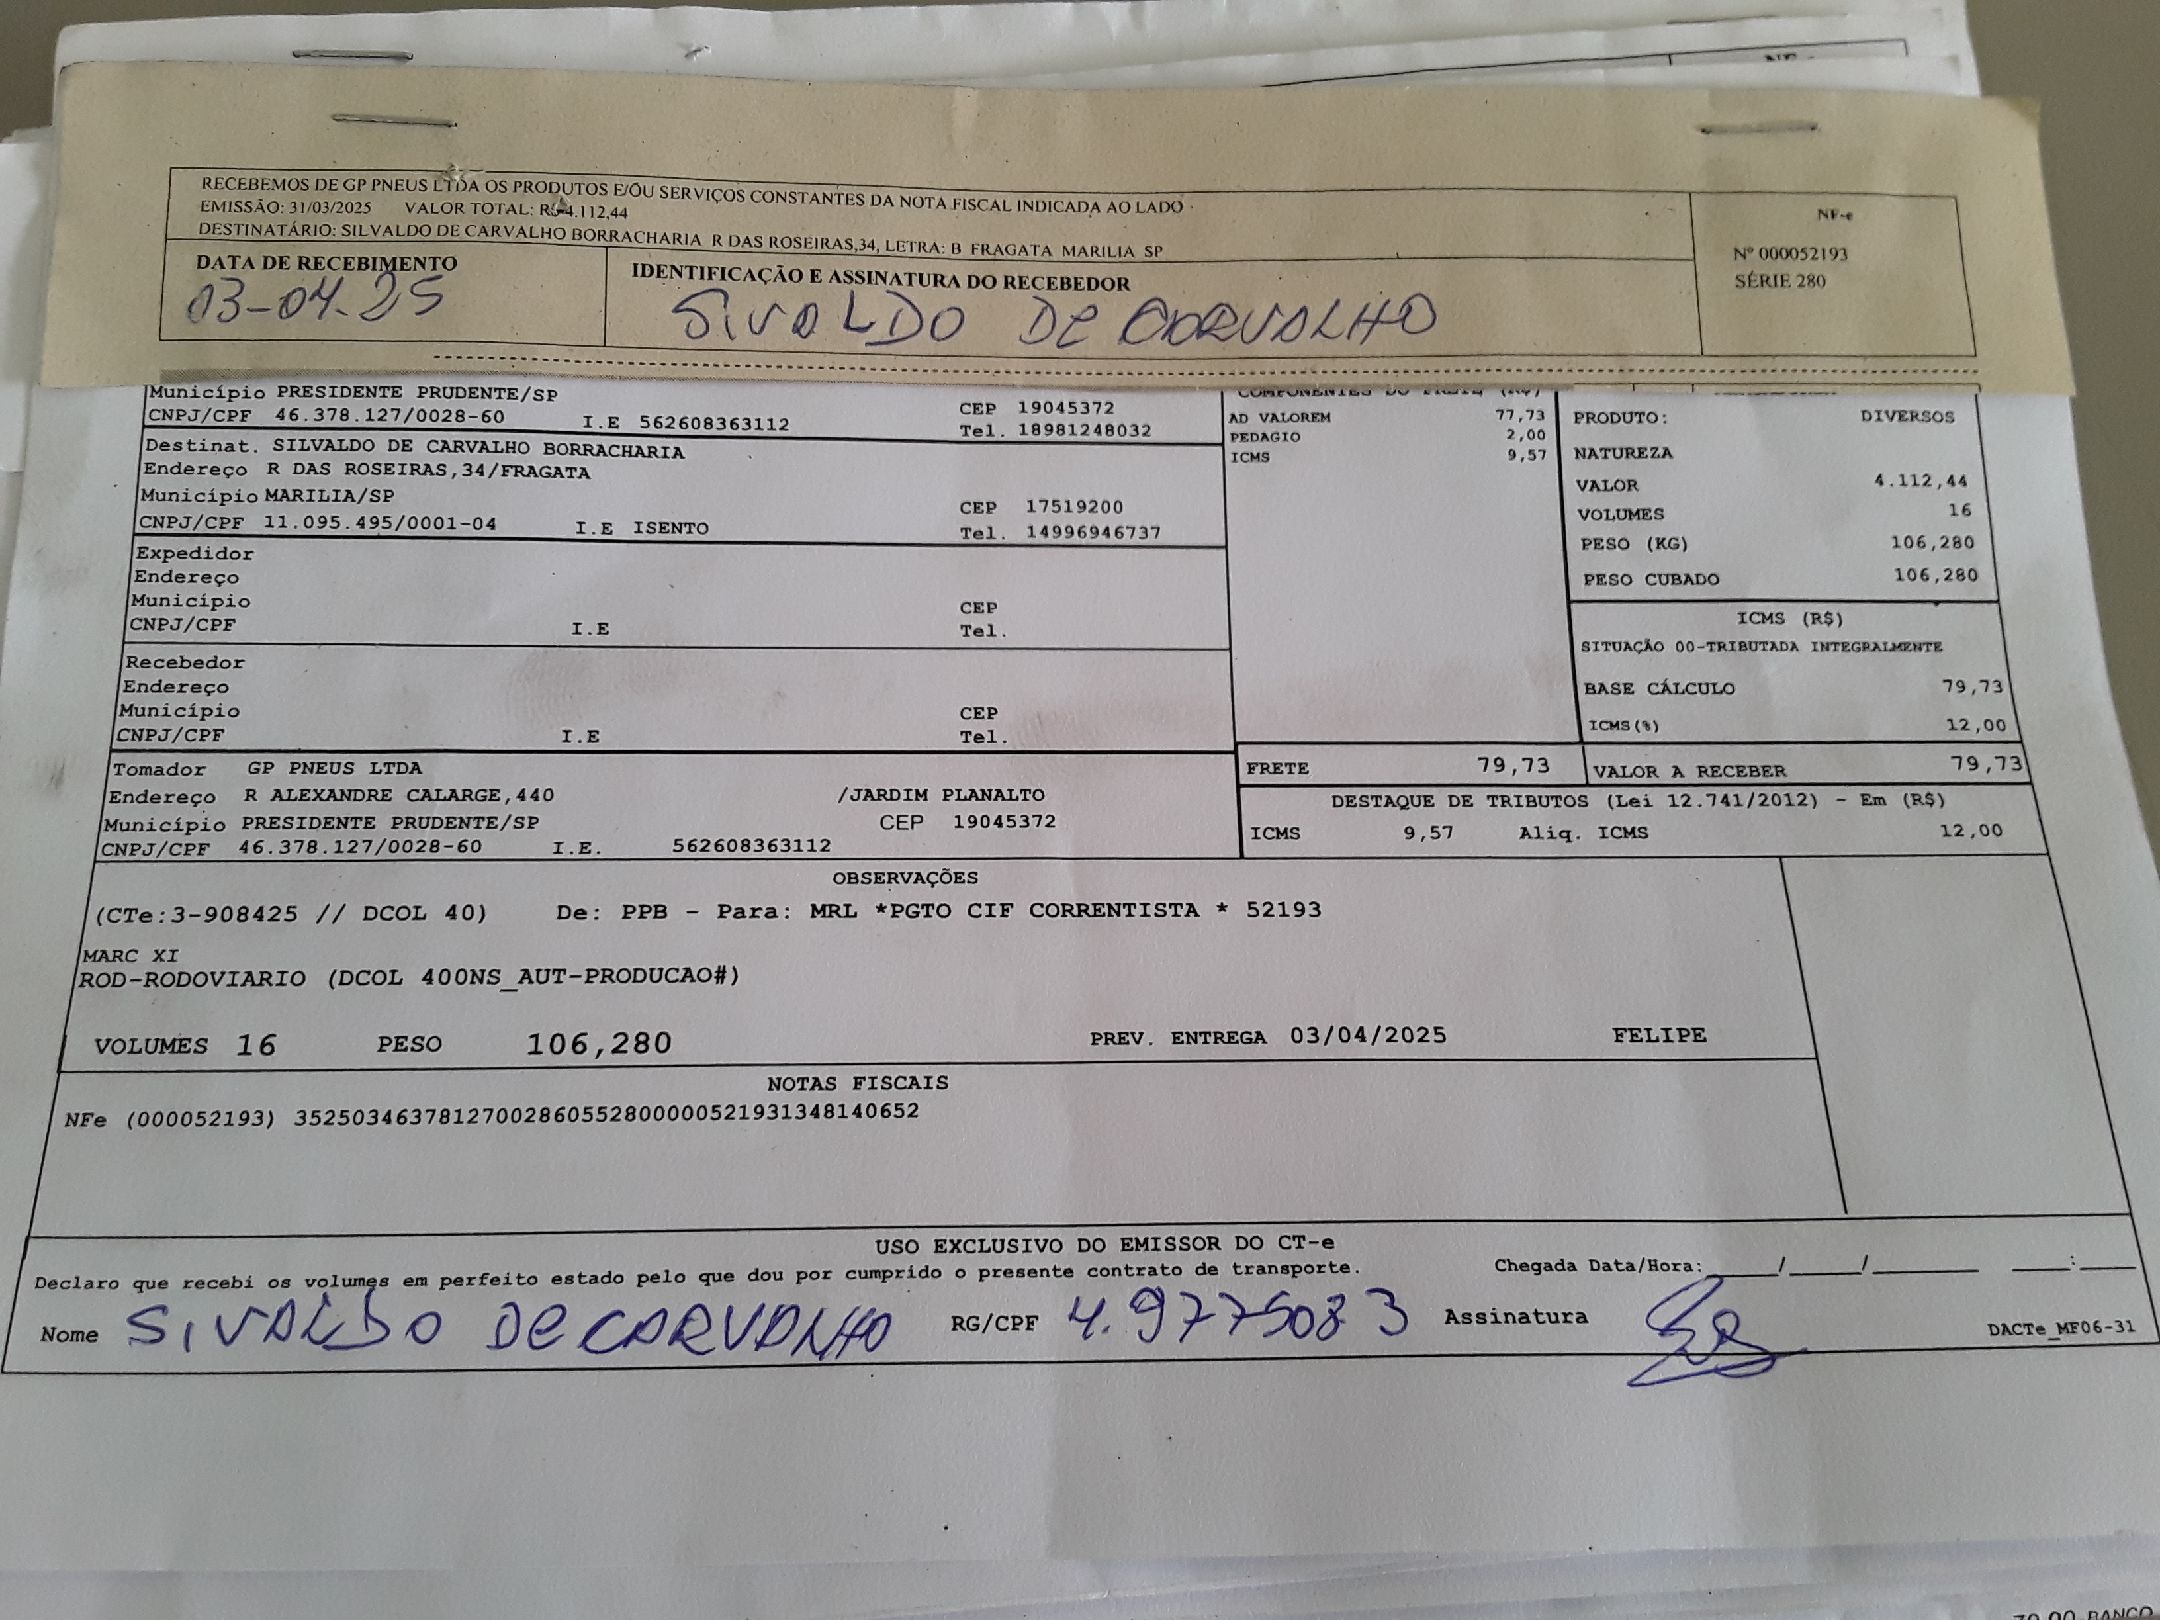 NF-e
RECEBEMOS DE GP PNEUS LTDA OS PRODUTOS E/OU SERVIÇOS CONSTANTES DA NOTA FISCAL INDICADA AO LADO
EMISSÃO: 31/03/2025 VALOR TOTAL: R$ 4.112,44
DESTINATÁRIO: SILVALDO DE CARVALHO BORRACHARIA R DAS ROSEIRAS,34, LETRA: B FRAGATA MARILIA SP
NF-e
Nº 000052193
SÉRIE 280
DATA DE RECEBIMENTO
03-04.25
IDENTIFICAÇÃO E ASSINATURA DO RECEBEDOR
SIVALDO DE CARVALHO
Município PRESIDENTE PRUDENTE/SP CEP 19045372
CNPJ/CPF 46.378.127/0028-60 I.E 562608363112 Tel. 18981248032
Destinat. SILVALDO DE CARVALHO BORRACHARIA
Endereço R DAS ROSEIRAS,34/FRAGATA
Município MARILIA/SP CEP 17519200
CNPJ/CPF 11.095.495/0001-04 I.E ISENTO Tel. 14996946737
Expedidor
Endereço
Município CEP
CNPJ/CPF I.E Tel.
Recebedor
Endereço
Município CEP
CNPJ/CPF I.E Tel.
Tomador GP PNEUS LTDA
Endereço R ALEXANDRE CALARGE,440 /JARDIM PLANALTO
Município PRESIDENTE PRUDENTE/SP CEP 19045372
CNPJ/CPF 46.378.127/0028-60 I.E. 562608363112
COMPONENTES DO FRETE (R$)
AD VALOREM 77,73
PEDAGIO 2,00
ICMS 9,57
PRODUTO: DIVERSOS
NATUREZA
VALOR 4.112,44
VOLUMES 16
PESO (KG) 106,280
PESO CUBADO 106,280
ICMS (R$)
SITUAÇÃO 00-TRIBUTADA INTEGRALMENTE
BASE CÁLCULO 79,73
ICMS(%) 12,00
FRETE 79,73 VALOR A RECEBER 79,73
DESTAQUE DE TRIBUTOS (Lei 12.741/2012) - Em (R$)
ICMS 9,57 Aliq. ICMS 12,00
OBSERVAÇÕES
(CTe:3-908425 // DCOL 40) De: PPB - Para: MRL *PGTO CIF CORRENTISTA * 52193
MARC XI
ROD-RODOVIARIO (DCOL 400NS_AUT-PRODUCAO#)
VOLUMES 16 PESO 106,280 PREV. ENTREGA 03/04/2025 FELIPE
NOTAS FISCAIS
NFe (000052193) 35250346378127002860552800000521931348140652
USO EXCLUSIVO DO EMISSOR DO CT-e
Declaro que recebi os volumes em perfeito estado pelo que dou por cumprido o presente contrato de transporte. Chegada Data/Hora: ____/____/______ ___:___
Nome SIVALDO DE CARVALHO RG/CPF 4.9775083 Assinatura
DACTe_MF06-31